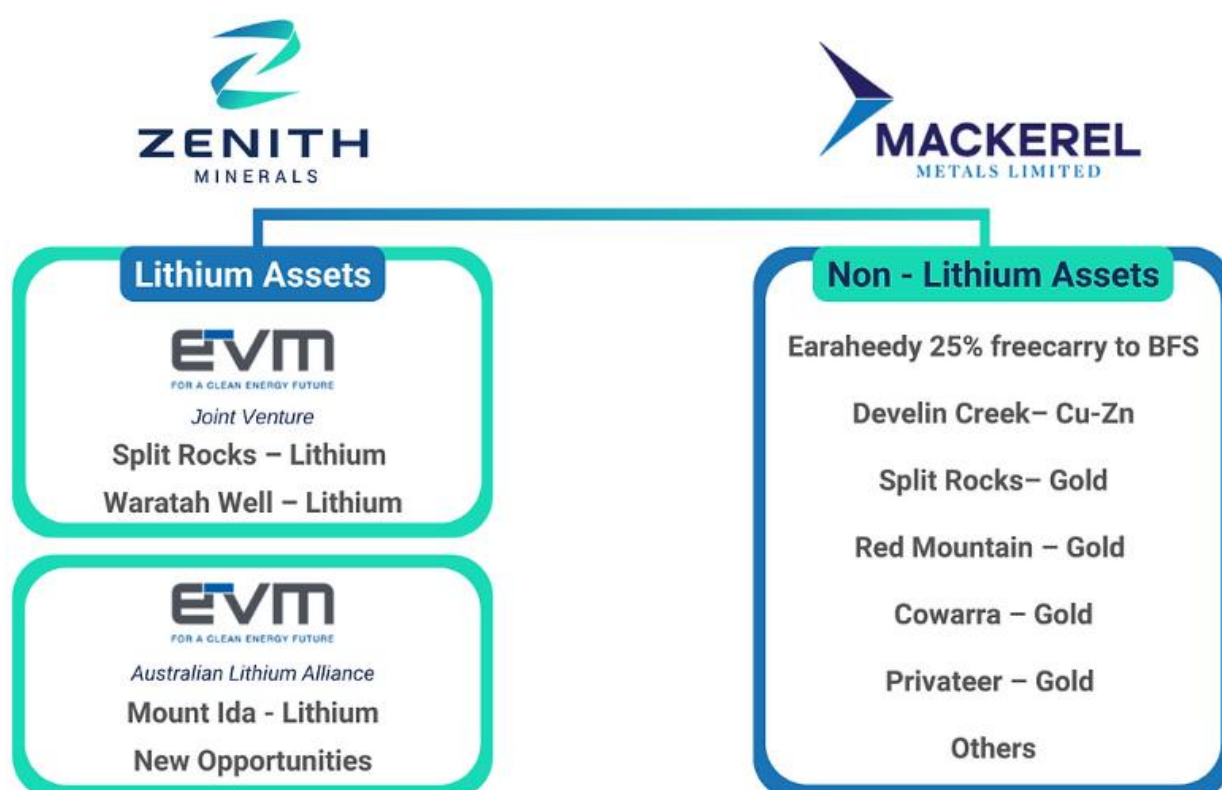 ZENITH
MINERALS
MACKEREL
METALS LIMITED
Lithium Assets
EVM
FOR A CLEAN ENERGY FUTURE
Joint Venture
Split Rocks – Lithium
Waratah Well – Lithium
EVM
FOR A CLEAN ENERGY FUTURE
Australian Lithium Alliance
Mount Ida - Lithium
New Opportunities
Non - Lithium Assets
Earaheedy 25% freecarry to BFS
Develin Creek– Cu-Zn
Split Rocks– Gold
Red Mountain – Gold
Cowarra – Gold
Privateer – Gold
Others